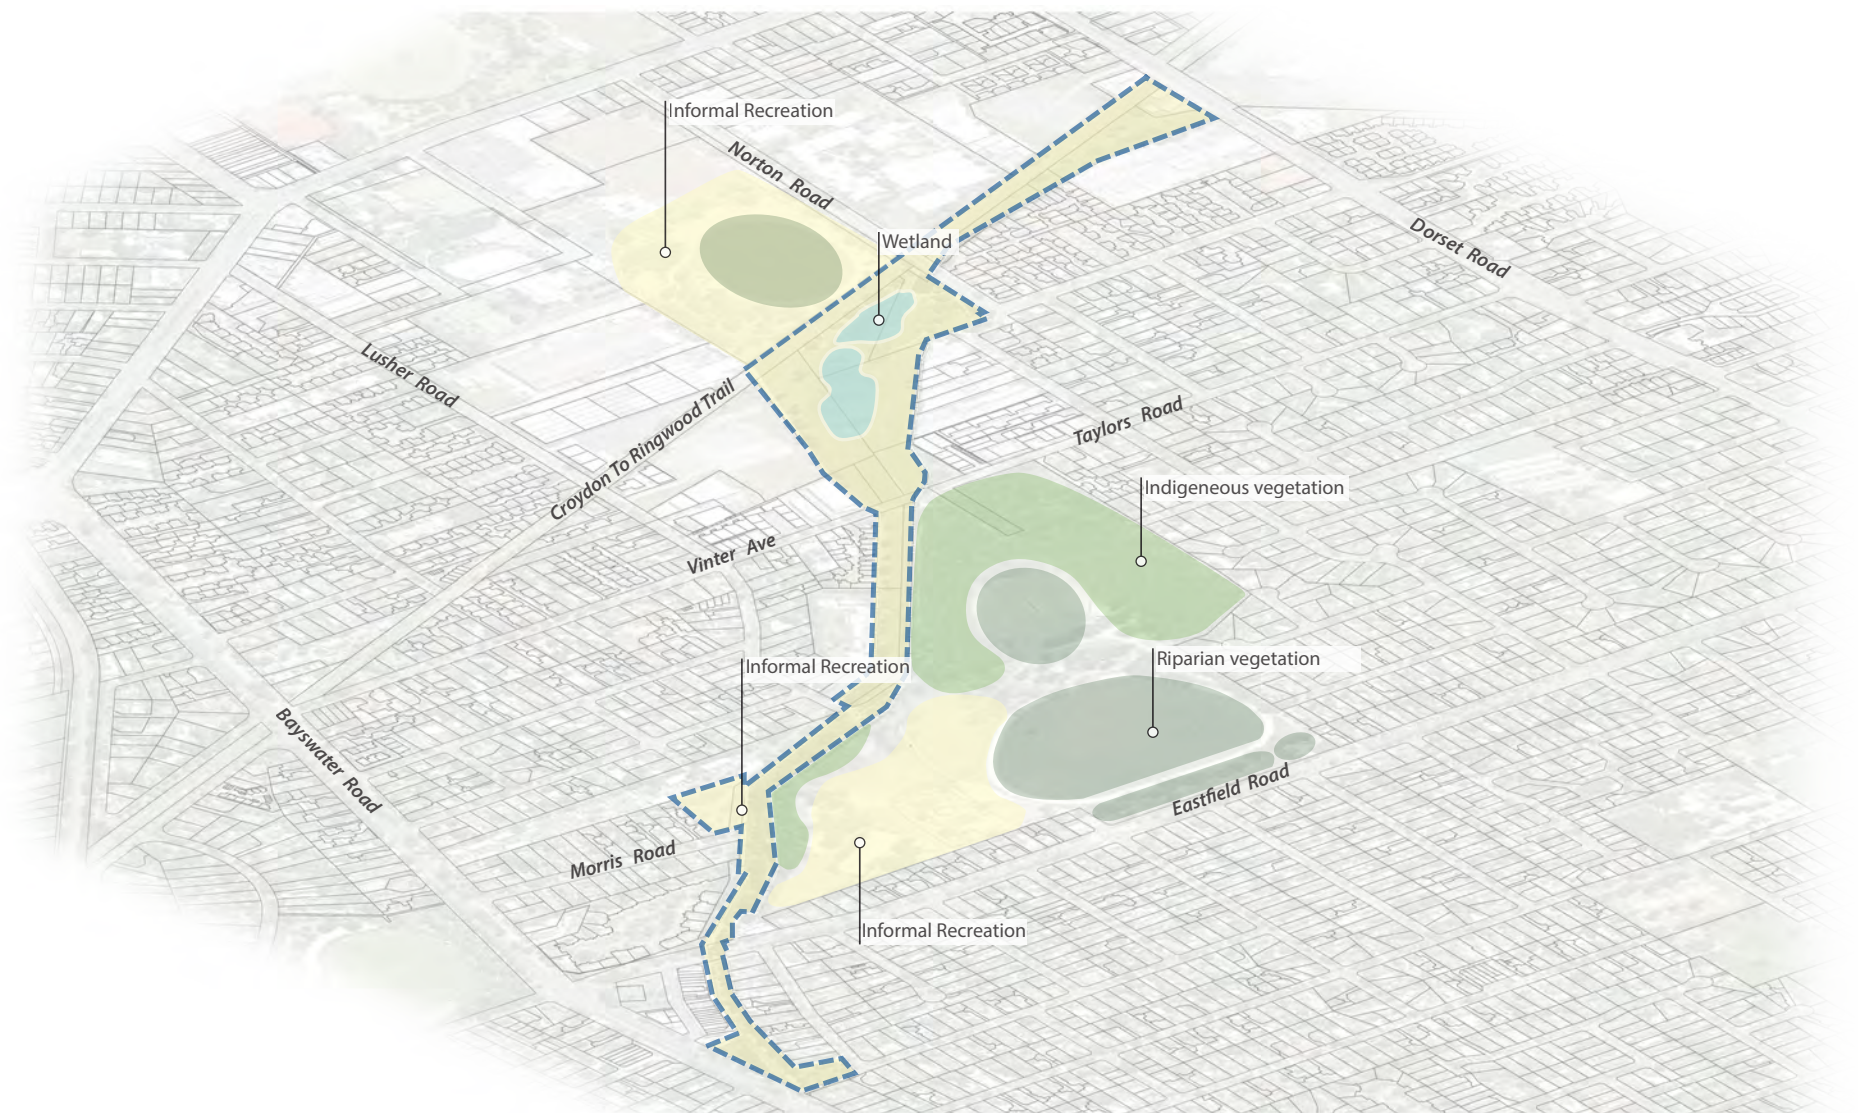 Informal Recreation
Norton Road
Wetland
Dorset Road
Lusher Road
Croydon To Ringwood Trail
Taylors Road
Indigeneous vegetation
Vinter Ave
Informal Recreation
Riparian vegetation
Bayswater Road
Eastfield Road
Morris Road
Informal Recreation